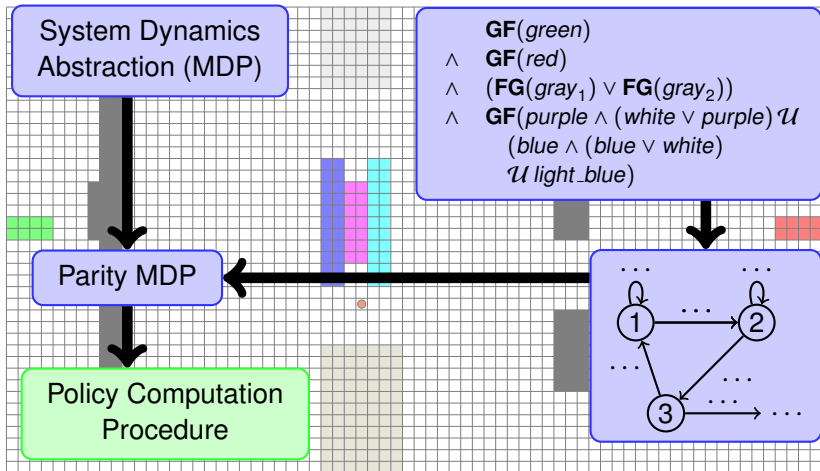 System Dynamics
Abstraction (MDP)
GF(green)
∧ GF(red)
∧ (FG(gray₁) ∨ FG(gray₂))
∧ GF(purple ∧ (white ∨ purple) 𝒰
(blue ∧ (blue ∨ white)
𝒰 light_blue)
Parity MDP
... ...
1 ... 2
... ...
...
3 ...
Policy Computation
Procedure